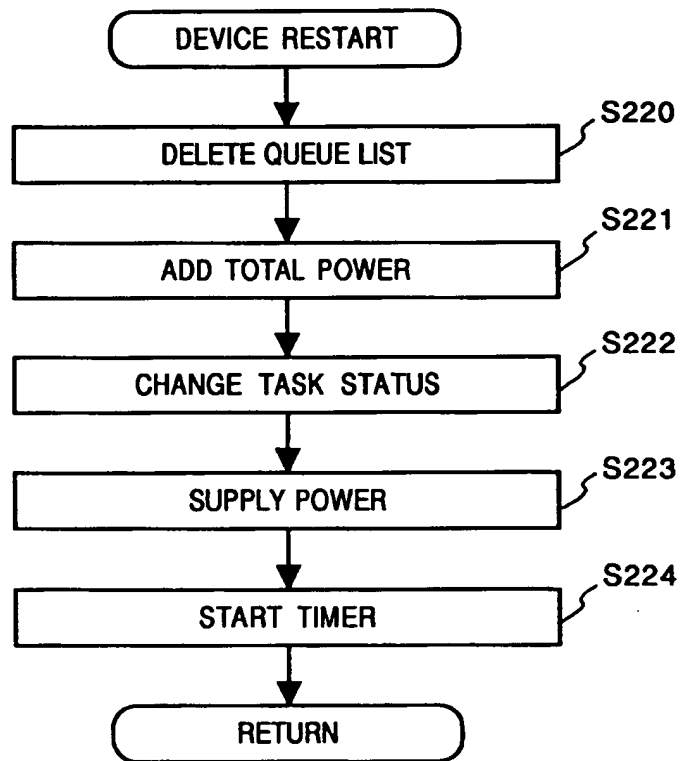 DEVICE RESTART
S220
DELETE QUEUE LIST
S221
ADD TOTAL POWER
S222
CHANGE TASK STATUS
S223
SUPPLY POWER
S224
START TIMER
RETURN